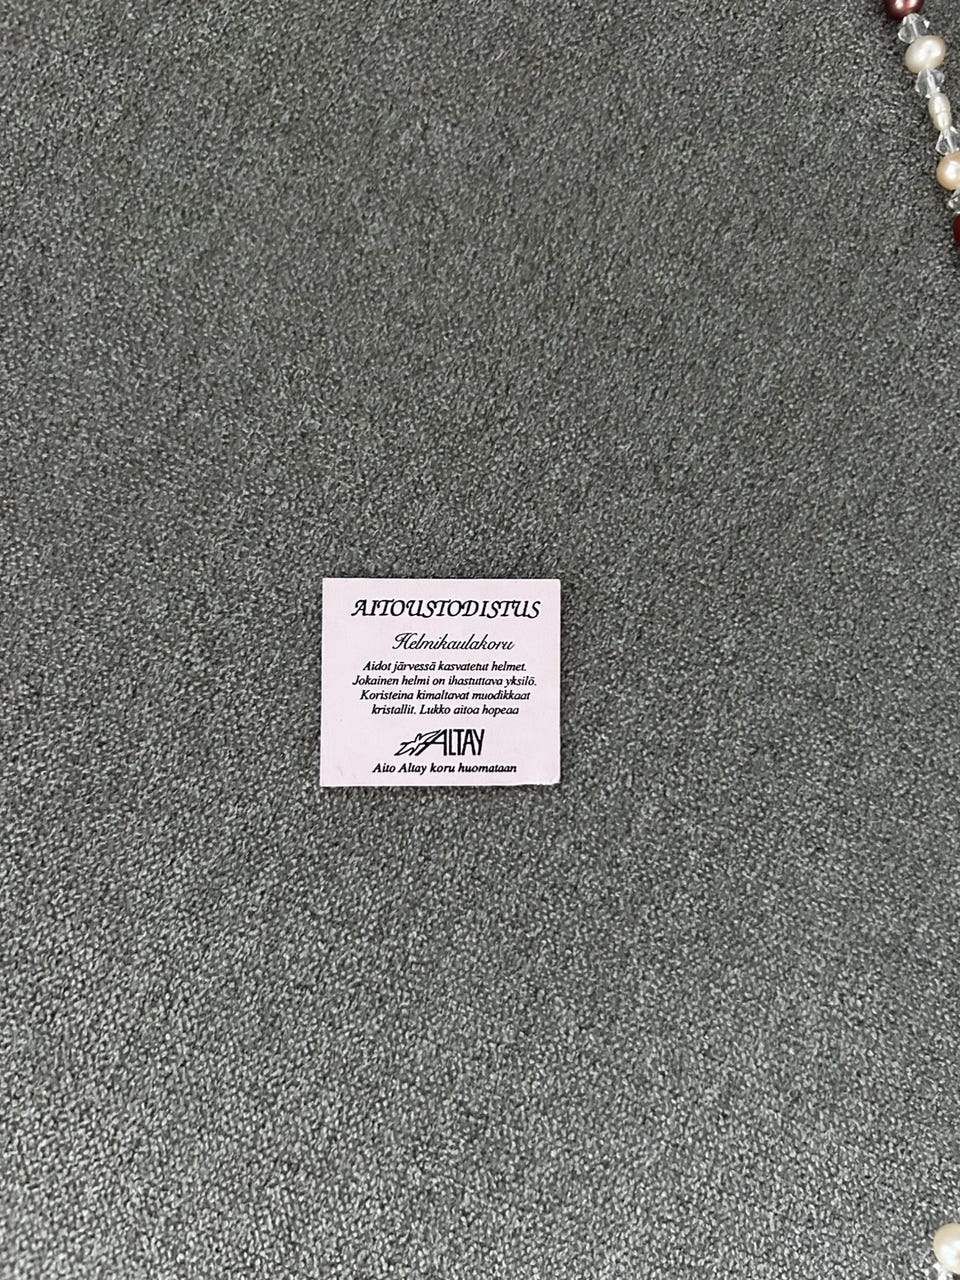 AITOUSTODISTUS
Helmikaulakoru
Aidot järvessä kasvatetut helmet.
Jokainen helmi on ihastuttava yksilö.
Koristeina kimaltavat muodikkaat
kristallit. Lukko aitoa hopeaa
ALTAY
Aito Altay koru huomataan